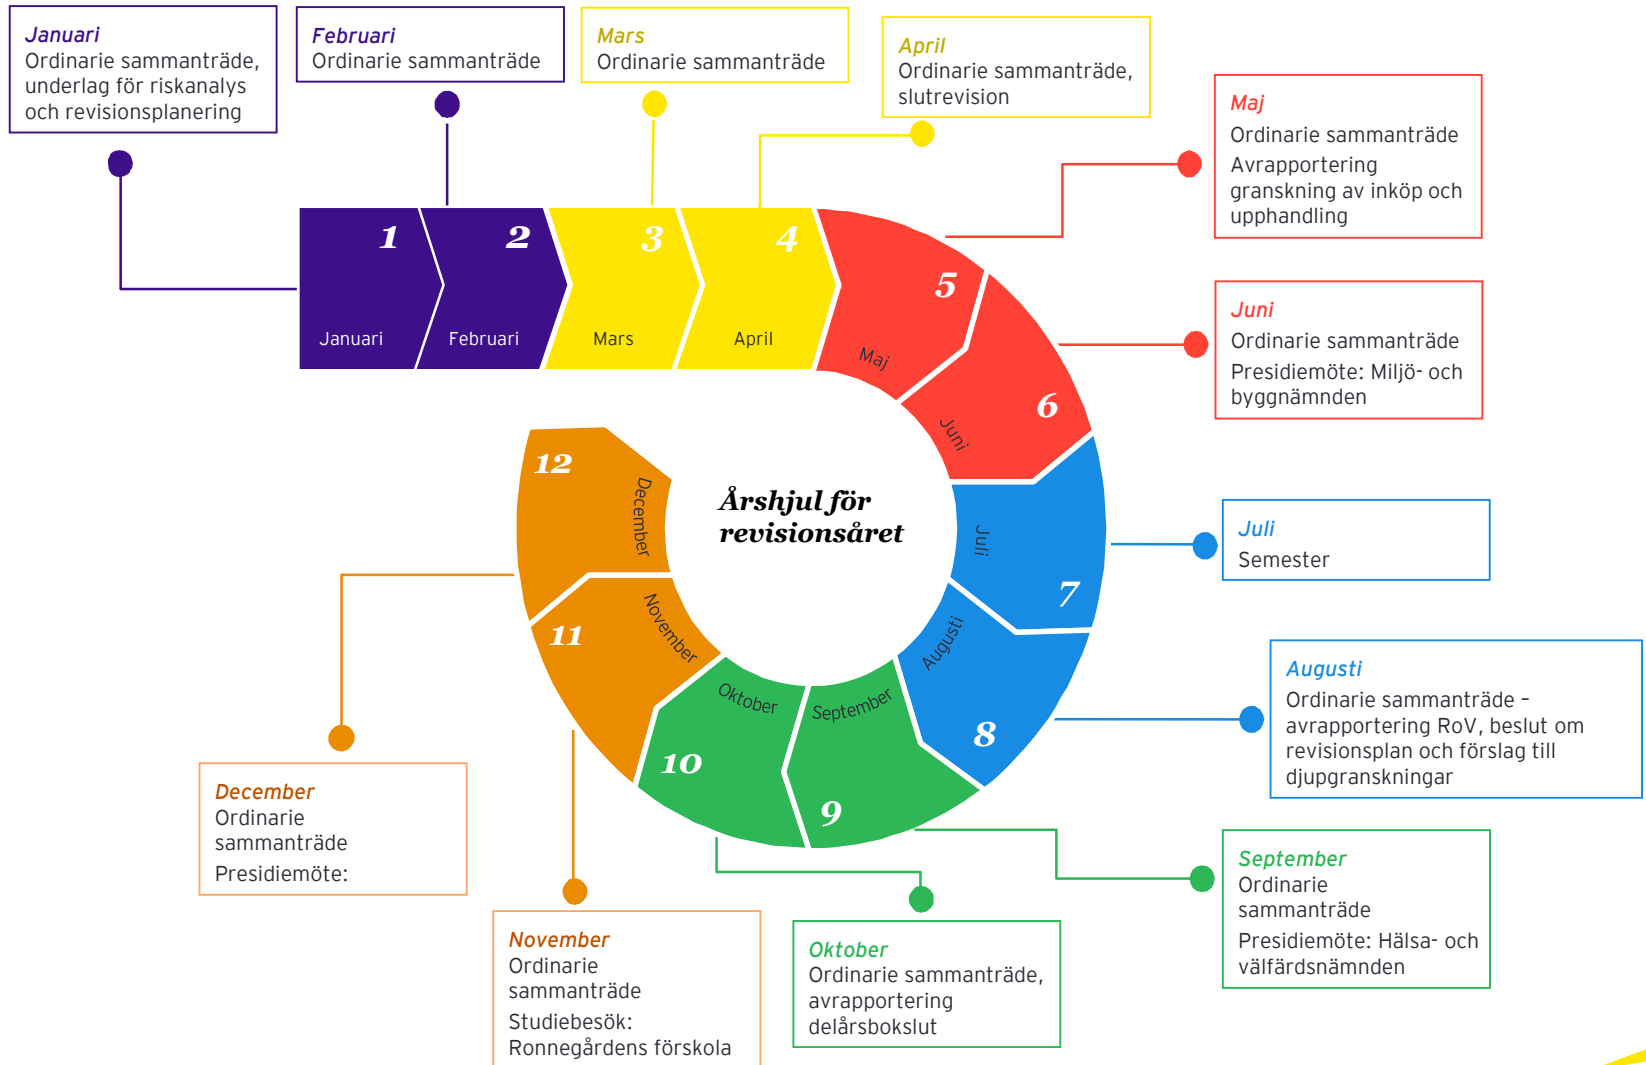 Januari
Ordinarie sammanträde,
underlag för riskanalys
och revisionsplanering
Februari
Ordinarie sammanträde
Mars
Ordinarie sammanträde
April
Ordinarie sammanträde,
slutrevision
Maj
Ordinarie sammanträde
Avrapportering
granskning av inköp och
upphandling
Juni
Ordinarie sammanträde
Presidiemöte: Miljö- och
byggnämnden
Juli
Semester
Augusti
Ordinarie sammanträde –
avrapportering RoV, beslut om
revisionsplan och förslag till
djupgranskningar
September
Ordinarie
sammanträde
Presidiemöte: Hälsa- och
välfärdsnämnden
Oktober
Ordinarie sammanträde,
avrapportering
delårsbokslut
November
Ordinarie
sammanträde
Studiebesök:
Ronnegårdens förskola
December
Ordinarie
sammanträde
Presidiemöte:
1
Januari
2
Februari
3
Mars
4
April
5
Maj
6
Juni
7
Juli
8
Augusti
9
September
10
Oktober
11
November
12
December
Årshjul för
revisionsåret